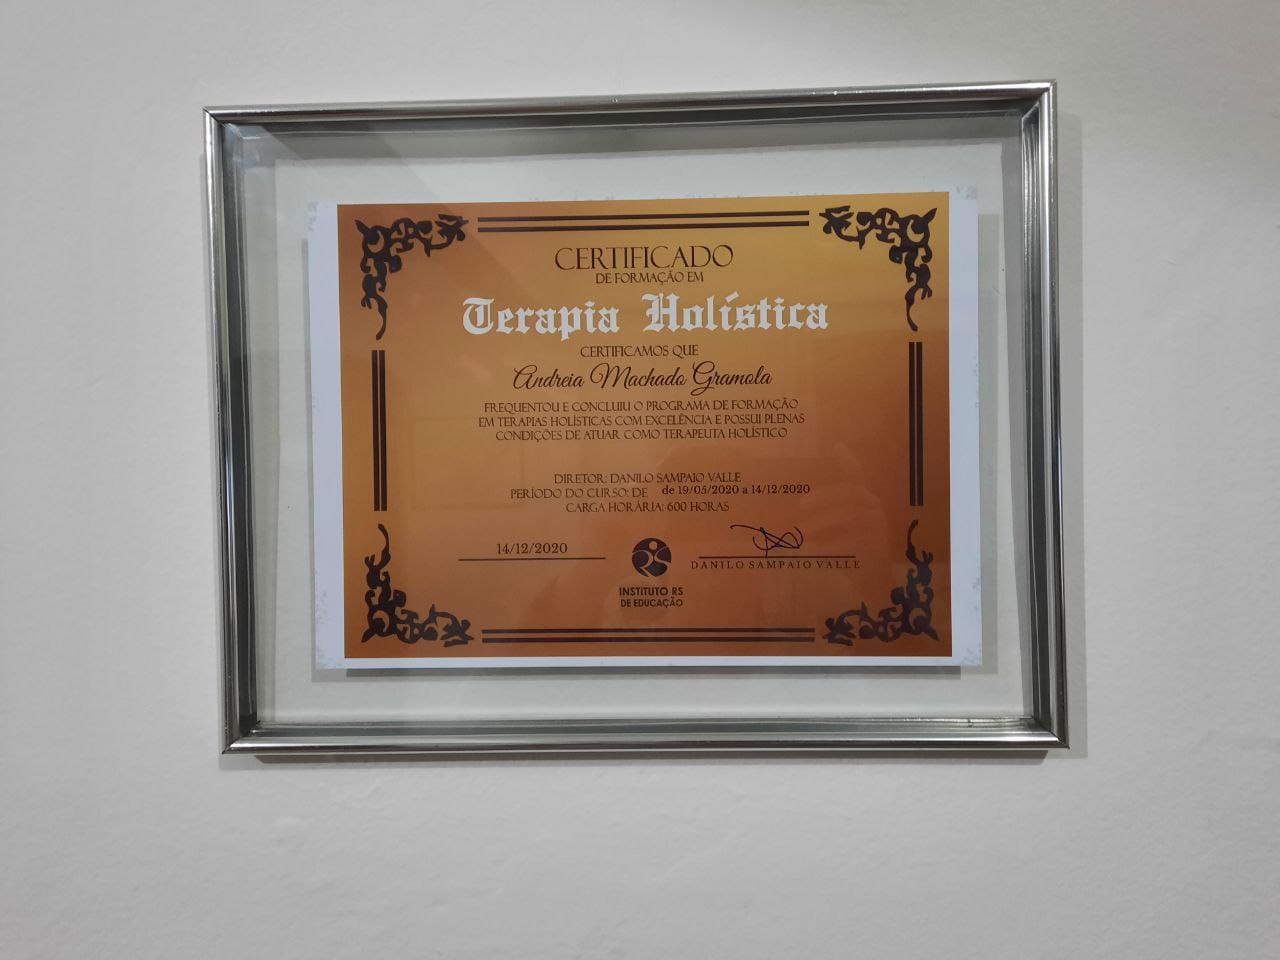 CERTIFICADO
DE FORMAÇÃO EM
Terapia Holística
CERTIFICAMOS QUE
Andreia Machado Gramola
FREQUENTOU E CONCLUIU O PROGRAMA DE FORMAÇÃO
EM TERAPIAS HOLÍSTICAS COM EXCELÊNCIA E POSSUI PLENAS
CONDIÇÕES DE ATUAR COMO TERAPEUTA HOLÍSTICO
DIRETOR: DANILO SAMPAIO VALLE
PERÍODO DO CURSO: DE de 19/05/2020 a 14/12/2020
CARGA HORÁRIA: 600 HORAS
14/12/2020
DANILO SAMPAIO VALLE
INSTITUTO RS
DE EDUCAÇÃO